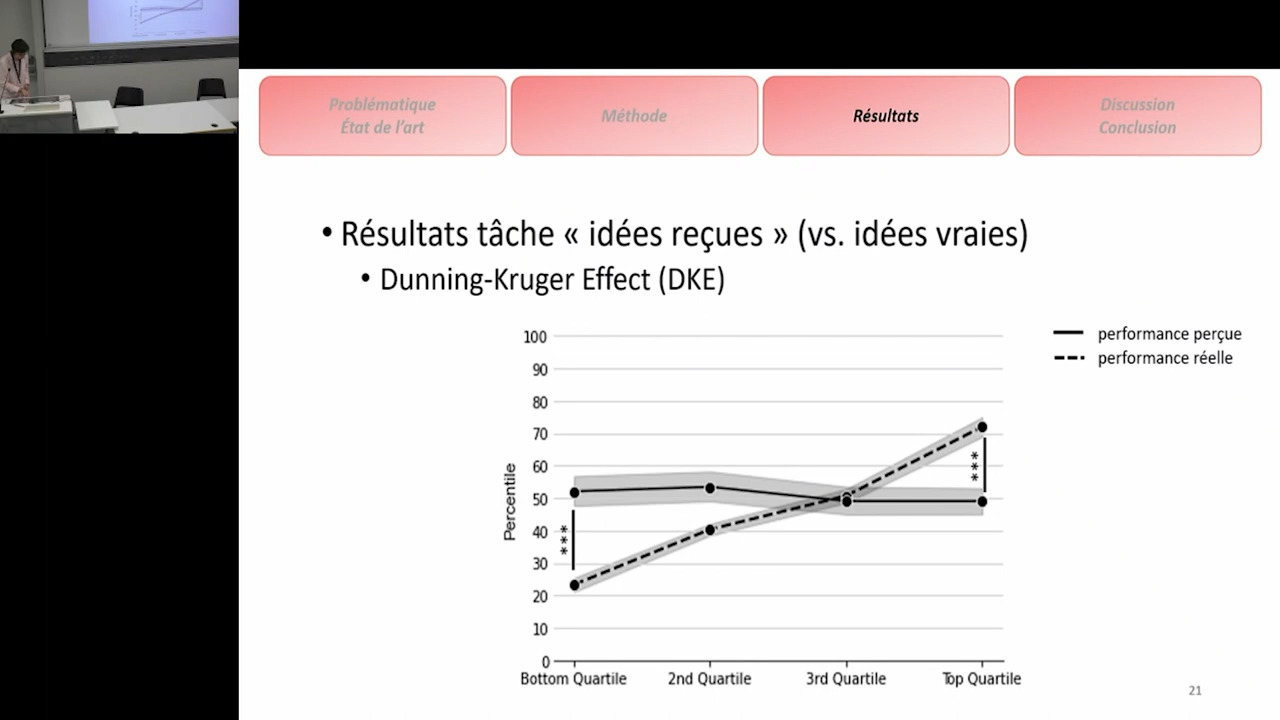 Problématique
État de l'art
Méthode
Résultats
Discussion
Conclusion
• Résultats tâche « idées reçues » (vs. idées vraies)
• Dunning-Kruger Effect (DKE)
performance perçue
performance réelle
100
90
80
70
60
50
40
30
20
10
0
Percentile
***
***
Bottom Quartile
2nd Quartile
3rd Quartile
Top Quartile
21